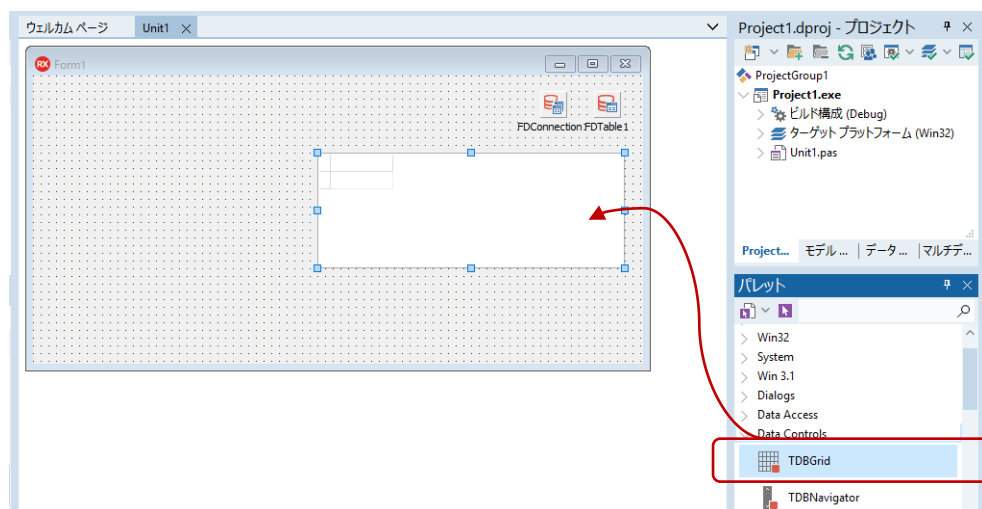 ウェルカム ページ
Unit1
Project1.dproj - プロジェクト
RX Form1
ProjectGroup1
Project1.exe
ビルド構成 (Debug)
ターゲット プラットフォーム (Win32)
Unit1.pas
FDConnection1
FDTable1
Project...
モデル ...
データ ...
マルチデ...
パレット
Win32
System
Win 3.1
Dialogs
Data Access
Data Controls
TDBGrid
TDBNavigator